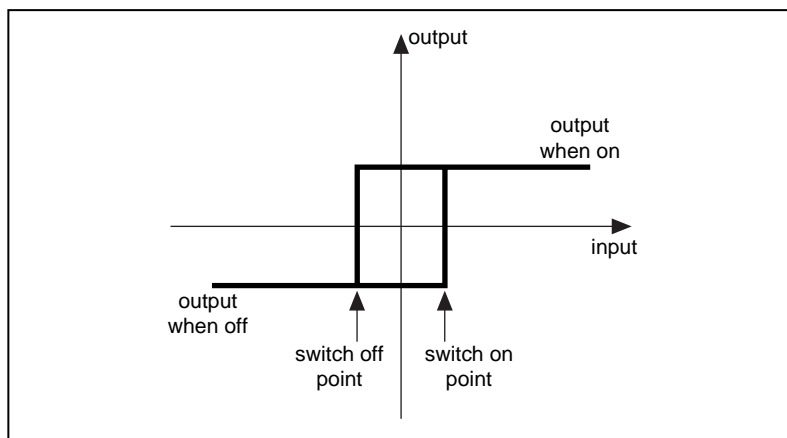 output
output
when on
input
output
when off
switch off
point
switch on
point